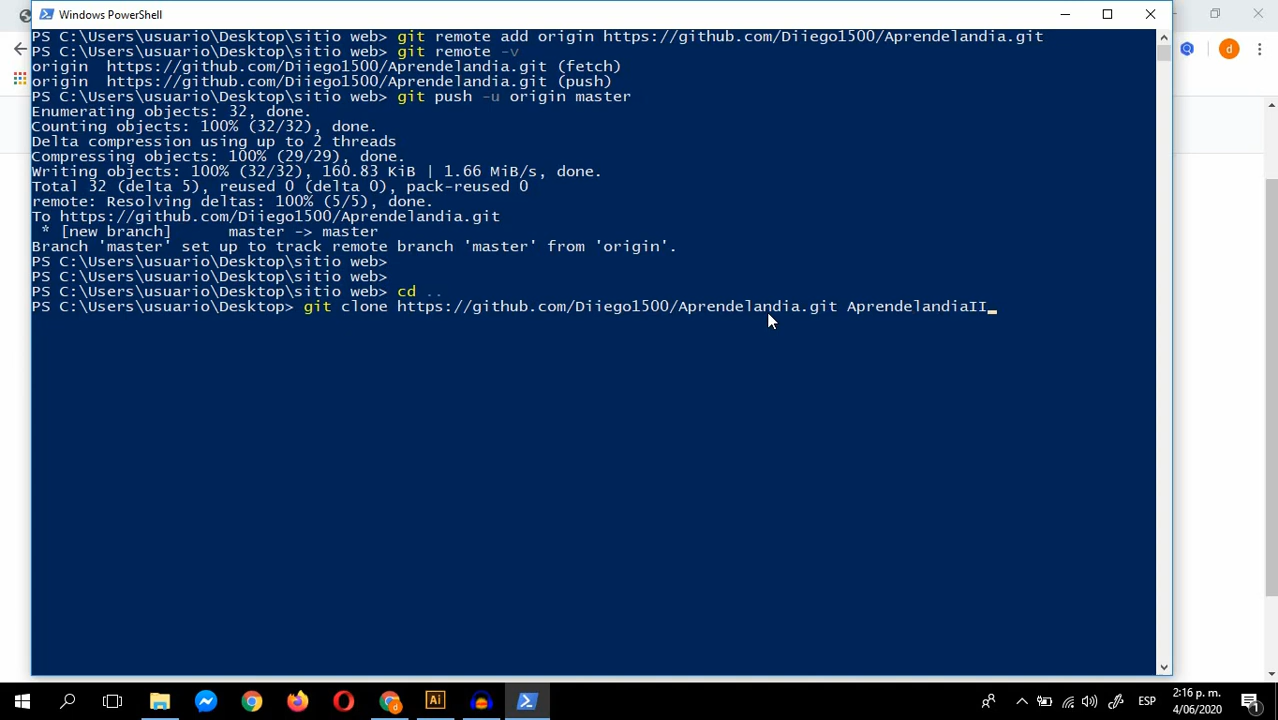 Windows PowerShell
PS C:\Users\usuario\Desktop\sitio web> git remote add origin https://github.com/Diiego1500/Aprendelandia.git
PS C:\Users\usuario\Desktop\sitio web> git remote -v
origin  https://github.com/Diiego1500/Aprendelandia.git (fetch)
origin  https://github.com/Diiego1500/Aprendelandia.git (push)
PS C:\Users\usuario\Desktop\sitio web> git push -u origin master
Enumerating objects: 32, done.
Counting objects: 100% (32/32), done.
Delta compression using up to 2 threads
Compressing objects: 100% (29/29), done.
Writing objects: 100% (32/32), 160.83 KiB | 1.66 MiB/s, done.
Total 32 (delta 5), reused 0 (delta 0), pack-reused 0
remote: Resolving deltas: 100% (5/5), done.
To https://github.com/Diiego1500/Aprendelandia.git
 * [new branch]      master -> master
Branch 'master' set up to track remote branch 'master' from 'origin'.
PS C:\Users\usuario\Desktop\sitio web>
PS C:\Users\usuario\Desktop\sitio web>
PS C:\Users\usuario\Desktop\sitio web> cd ..
PS C:\Users\usuario\Desktop> git clone https://github.com/Diiego1500/Aprendelandia.git AprendelandiaII
d
Ai
ESP
2:16 p. m.
4/06/2020
1